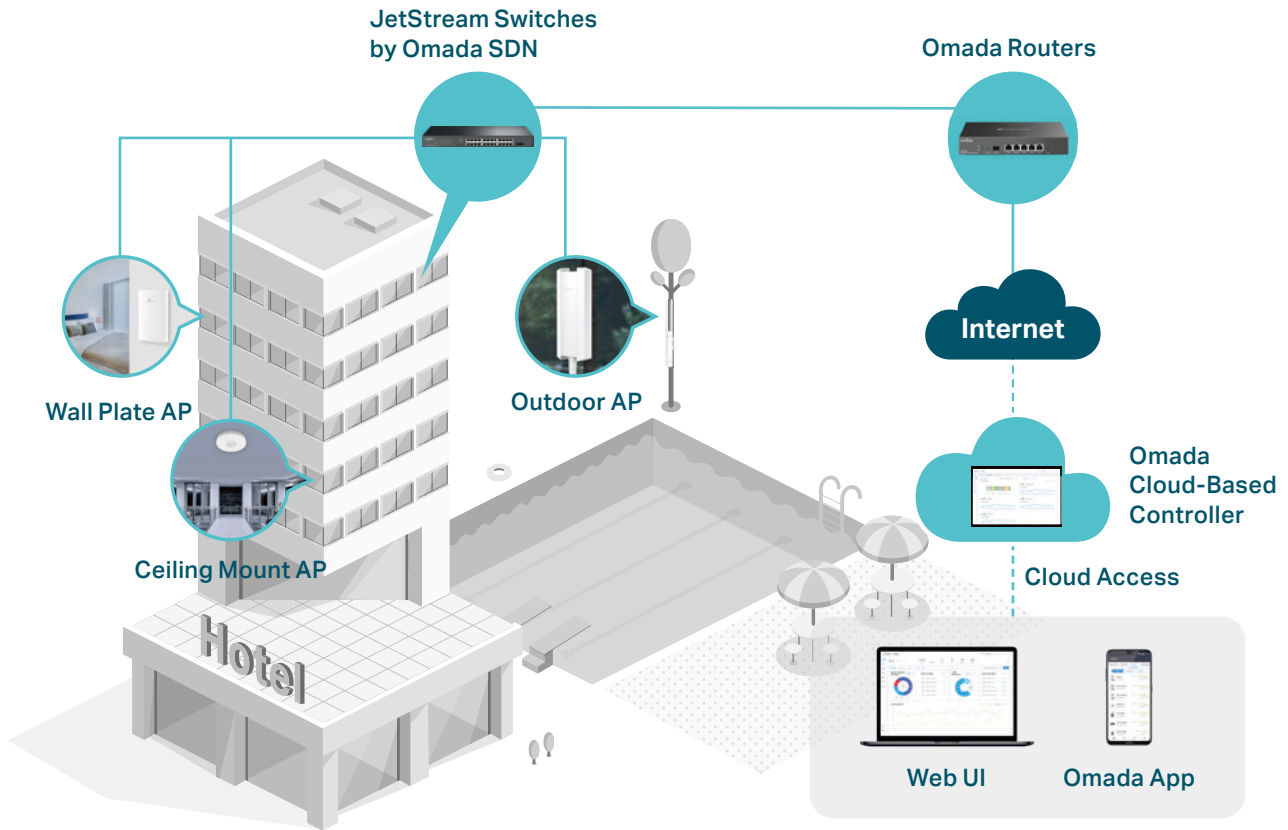 JetStream Switches
by Omada SDN
Omada Routers
Internet
Wall Plate AP
Outdoor AP
Omada
Cloud-Based
Controller
Ceiling Mount AP
Cloud Access
Hotel
Web UI
Omada App